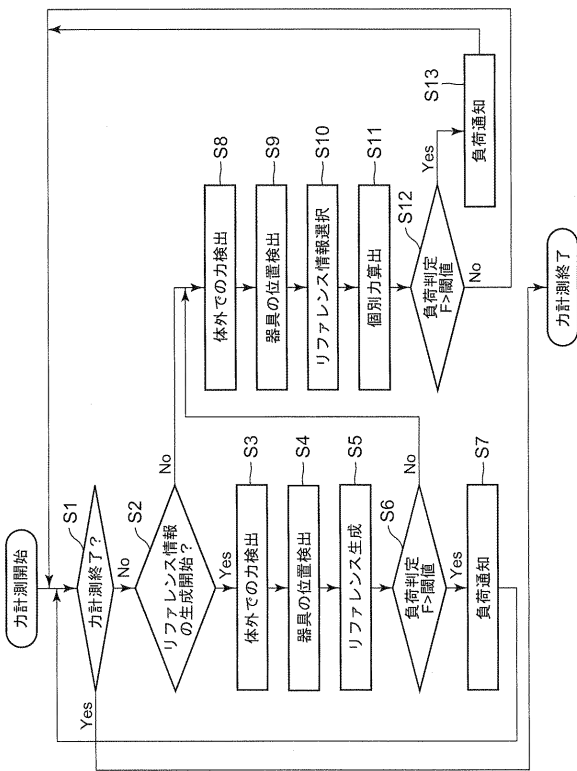 力計測開始
S1
力計測終了?
Yes
No
S2
リファレンス情報
の生成開始?
No
Yes
S3
体外での力検出
S4
器具の位置検出
S5
リファレンス生成
S6
負荷判定
F>閾値
No
Yes
S7
負荷通知
S8
体外での力検出
S9
器具の位置検出
S10
リファレンス情報選択
S11
個別力算出
S12
負荷判定
F>閾値
Yes
No
S13
負荷通知
力計測終了